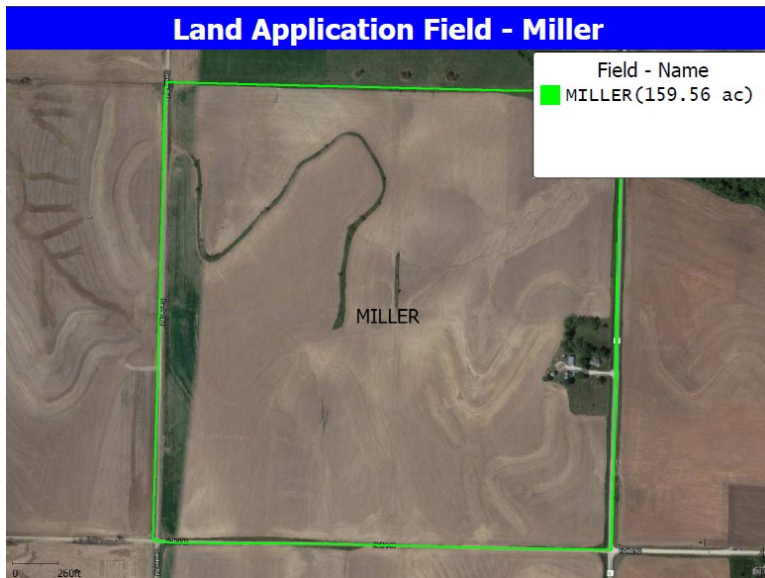 Land Application Field - Miller
Field - Name
MILLER(159.56 ac)
MILLER
0 260ft